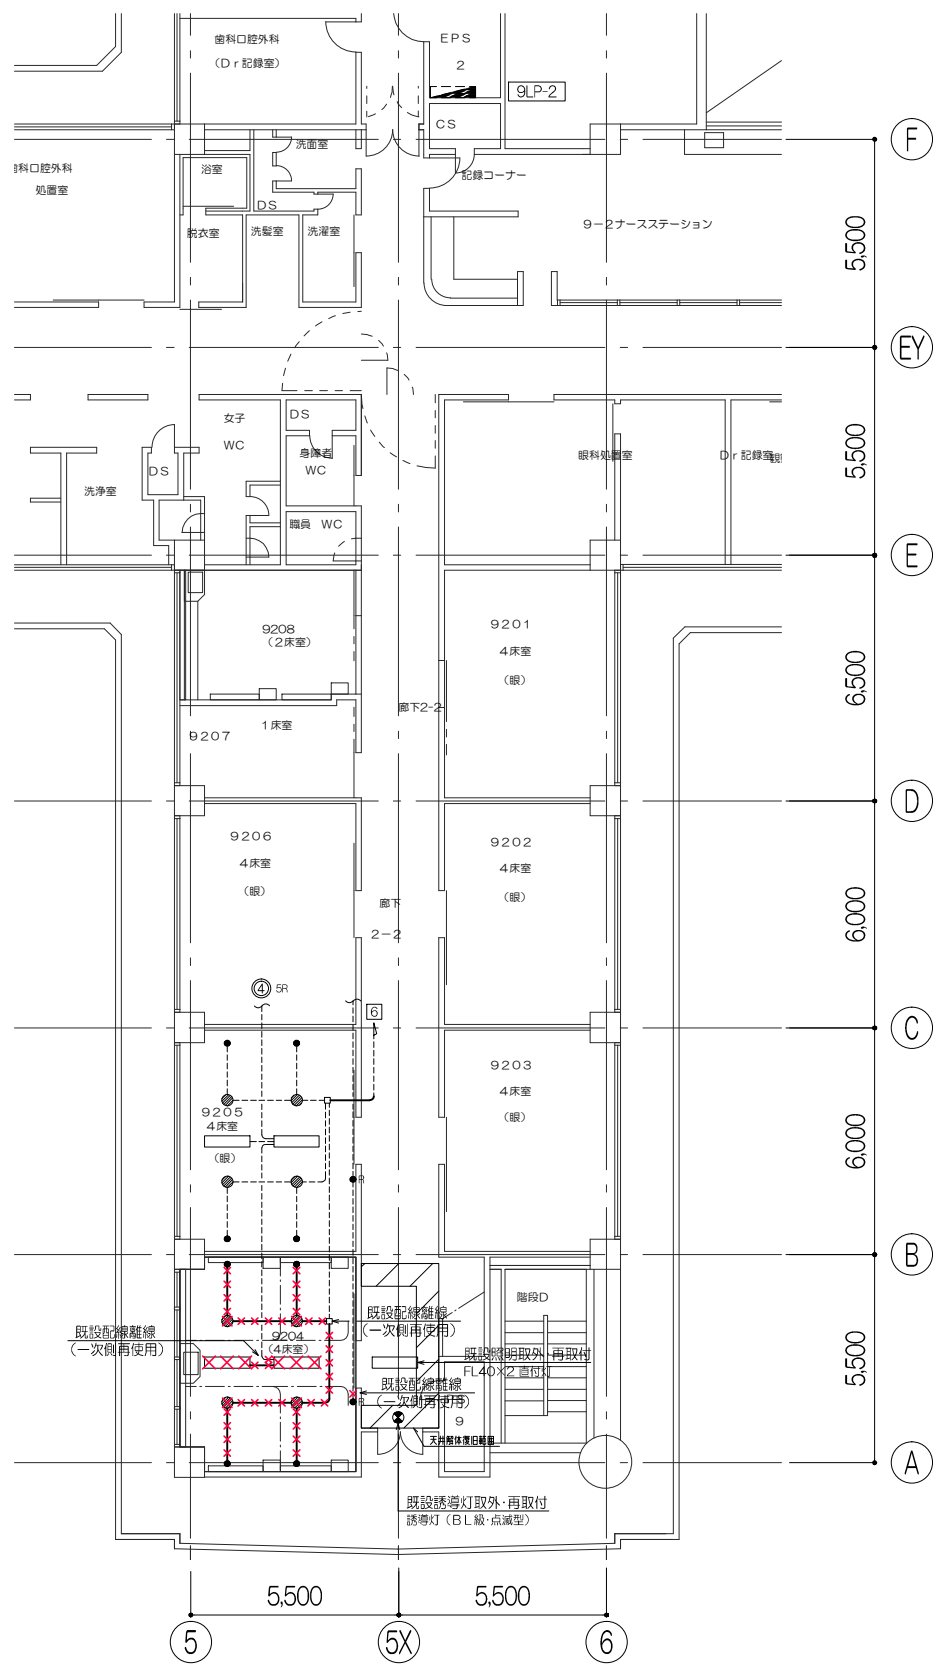 歯科口腔外科
(Dr記録室)
EPS
2
9LP-2
CS
F
洗面室
歯科口腔外科
処置室
浴室
記録コーナー
DS
脱衣室
洗髪室
洗濯室
9-2ナースステーション
5,500
EY
女子
WC
DS
身障者
WC
眼科処置室
Dr記録室
5,500
DS
洗浄室
職員 WC
E
9208
(2床室)
9201
4床室
(眼)
6,500
廊下2-2
1床室
9207
D
9206
4床室
(眼)
9202
4床室
(眼)
廊下
2-2
6,000
4 5R
6
C
9203
4床室
(眼)
9205
4床室
(眼)
6,000
R
B
階段D
既設配線離線
(一次側再使用)
既設配線離線
(一次側再使用)
9204
(4床室)
既設照明取外・再取付
FL40×2 直付灯
5,500
既設配線離線
(一次側再使用)
R
9
天井解体復旧範囲
A
既設誘導灯取外・再取付
誘導灯(BL級・点滅型)
5,500
5,500
5
5X
6